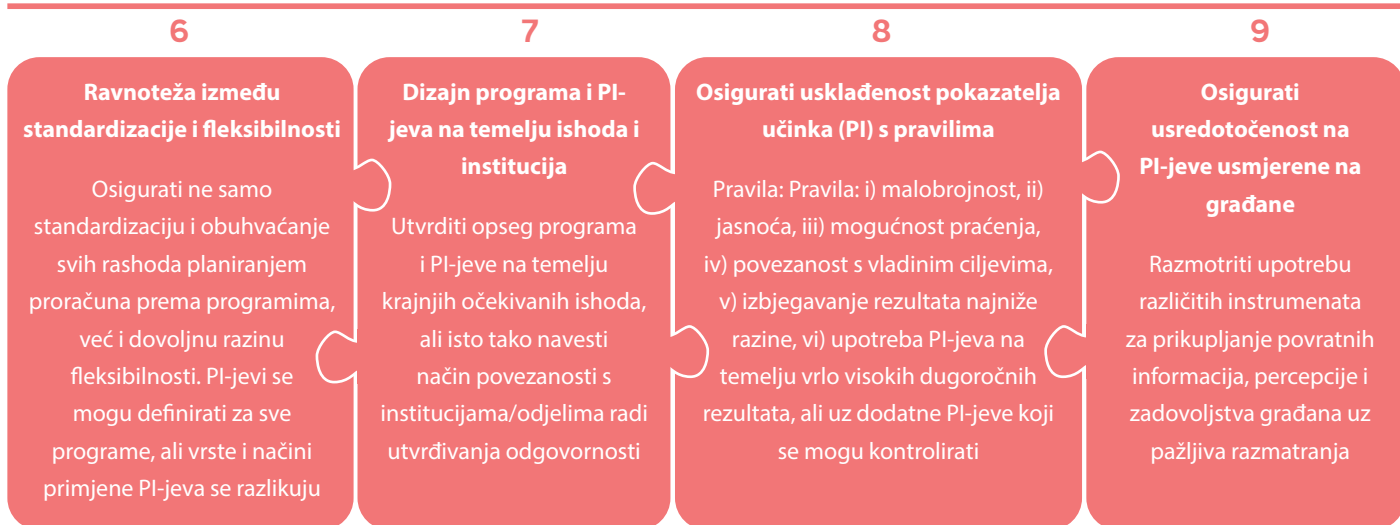 6
Ravnoteža između
standardizacije i fleksibilnosti
Osigurati ne samo
standardizaciju i obuhvaćanje
svih rashoda planiranjem
proračuna prema programima,
već i dovoljnu razinu
fleksibilnosti. PI-jevi se
mogu definirati za sve
programe, ali vrste i načini
primjene PI-jeva se razlikuju
7
Dizajn programa i PI-
jeva na temelju ishoda i
institucija
Utvrditi opseg programa
i PI-jeve na temelju
krajnjih očekivanih ishoda,
ali isto tako navesti
način povezanosti s
institucijama/odjelima radi
utvrđivanja odgovornosti
8
Osigurati usklađenost pokazatelja
učinka (PI) s pravilima
Pravila: Pravila: i) malobrojnost, ii)
jasnoća, iii) mogućnost praćenja,
iv) povezanost s vladinim ciljevima,
v) izbjegavanje rezultata najniže
razine, vi) upotreba PI-jeva na
temelju vrlo visokih dugoročnih
rezultata, ali uz dodatne PI-jeve koji
se mogu kontrolirati
9
Osigurati
usredotočenost na
PI-jeve usmjerene na
građane
Razmotriti upotrebu
različitih instrumenata
za prikupljanje povratnih
informacija, percepcije i
zadovoljstva građana uz
pažljiva razmatranja